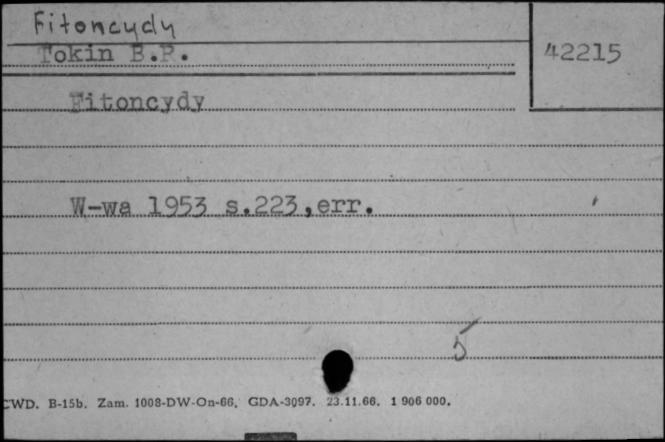 Fitoncydy
Tokin B.P.
42215
Fitoncydy
W-wa 1953 s.223,err.
5
CWD. B-15b. Zam. 1008-DW-On-66. GDA-3097. 23.11.66. 1 906 000.